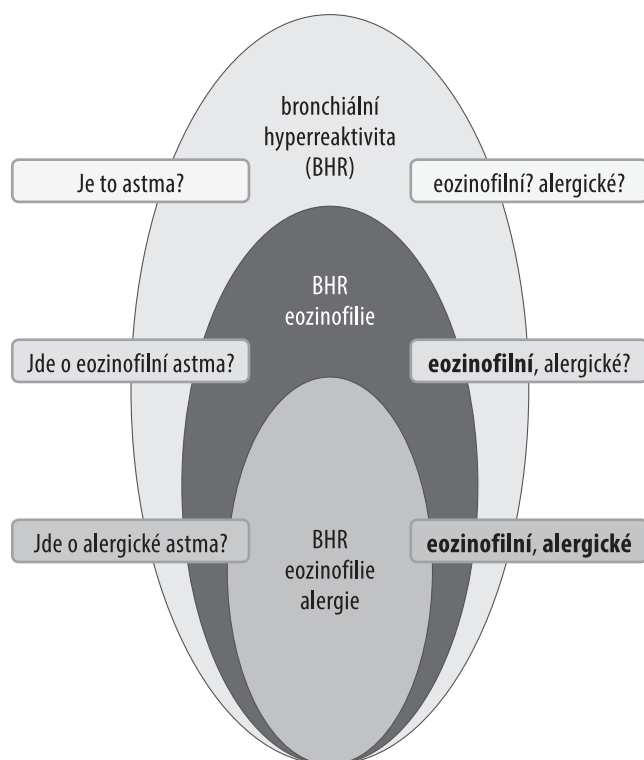 bronchiální
hyperreaktivita
(BHR)
Je to astma?
eozinofilní? alergické?
BHR
eozinofilie
Jde o eozinofilní astma?
eozinofilní, alergické?
Jde o alergické astma?
BHR
eozinofilie
alergie
eozinofilní, alergické